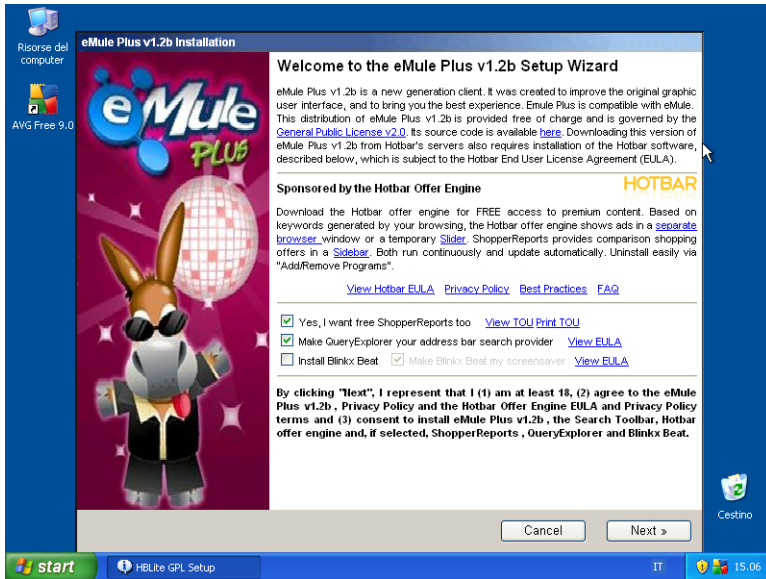 Risorse del
computer
AVG Free 9.0
eMule Plus v1.2b Installation
eMule
PLUS
Welcome to the eMule Plus v1.2b Setup Wizard
eMule Plus v1.2b is a new generation client. It was created to improve the original graphic
user interface, and to bring you the best experience. Emule Plus is compatible with eMule.
This distribution of eMule Plus v1.2b is provided free of charge and is governed by the
General Public License v2.0. Its source code is available here. Downloading this version of
eMule Plus v1.2b from Hotbar's servers also requires installation of the Hotbar software,
described below, which is subject to the Hotbar End User License Agreement (EULA).
Sponsored by the Hotbar Offer Engine
HOTBAR
Download the Hotbar offer engine for FREE access to premium content. Based on
keywords generated by your browsing, the Hotbar offer engine shows ads in a separate
browser window or a temporary Slider. ShopperReports provides comparison shopping
offers in a Sidebar. Both run continuously and update automatically. Uninstall easily via
"Add/Remove Programs".
View Hotbar EULA Privacy Policy Best Practices FAQ
Yes, I want free ShopperReports too View TOU Print TOU
Make QueryExplorer your address bar search provider View EULA
Install Blinkx Beat Make Blinkx Beat my screensaver View EULA
By clicking "Next", I represent that I (1) am at least 18, (2) agree to the eMule
Plus v1.2b , Privacy Policy and the Hotbar Offer Engine EULA and Privacy Policy
terms and (3) consent to install eMule Plus v1.2b , the Search Toolbar, Hotbar
offer engine and, if selected, ShopperReports , QueryExplorer and Blinkx Beat.
Cancel
Next »
Cestino
start
HBLite GPL Setup
IT
15.06